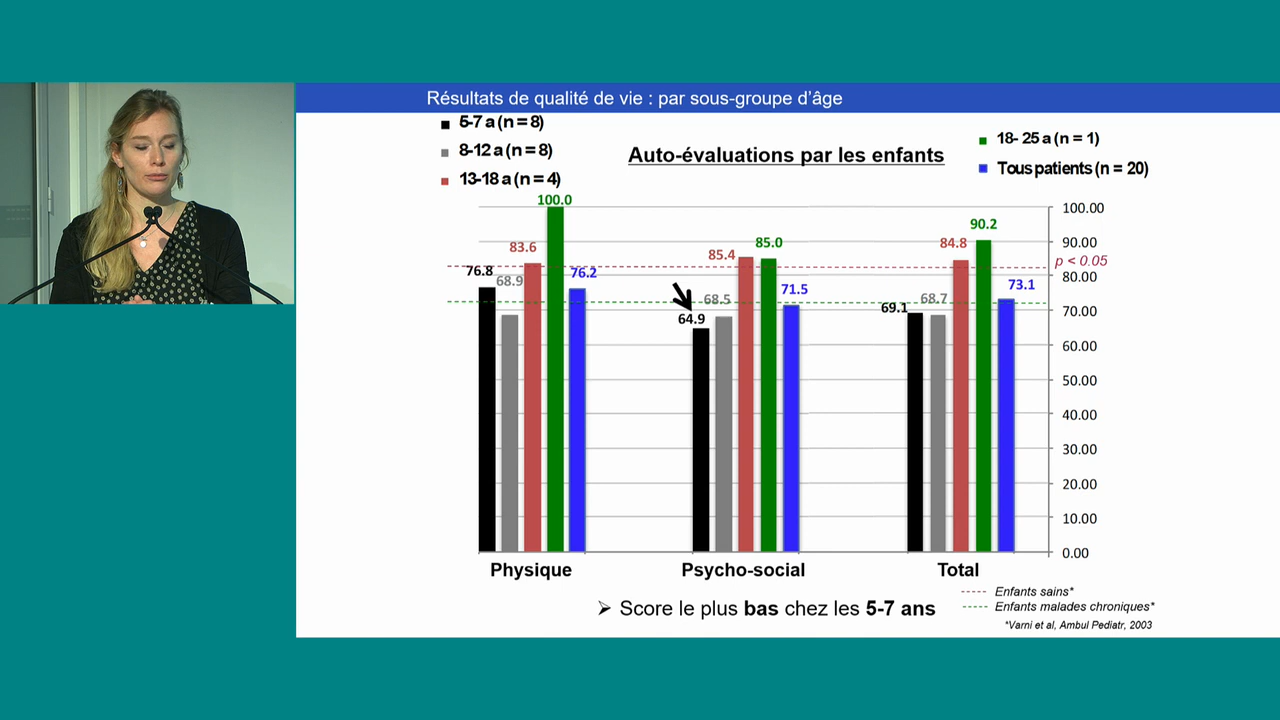 Résultats de qualité de vie : par sous-groupe d'âge
5-7 a (n = 8)
8-12 a (n = 8)
13-18 a (n = 4)
Auto-évaluations par les enfants
18- 25 a (n = 1)
Tous patients (n = 20)
100.0
83.6
76.8
68.9
76.2
85.4
85.0
64.9
68.5
71.5
90.2
84.8
69.1
68.7
73.1
100.00
90.00
p < 0.05
80.00
70.00
60.00
50.00
40.00
30.00
20.00
10.00
0.00
Physique
Psycho-social
Total
➢ Score le plus bas chez les 5-7 ans
Enfants sains*
Enfants malades chroniques*
*Varni et al, Ambul Pediatr, 2003